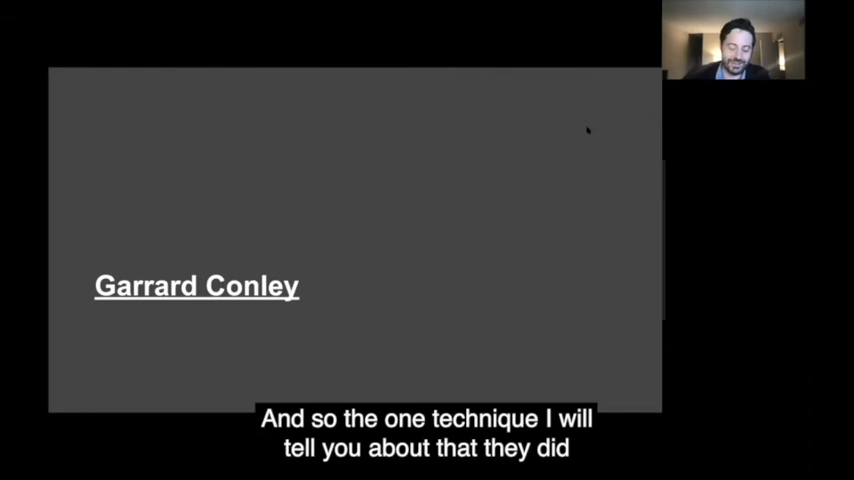 Garrard Conley
And so the one technique I will
tell you about that they did